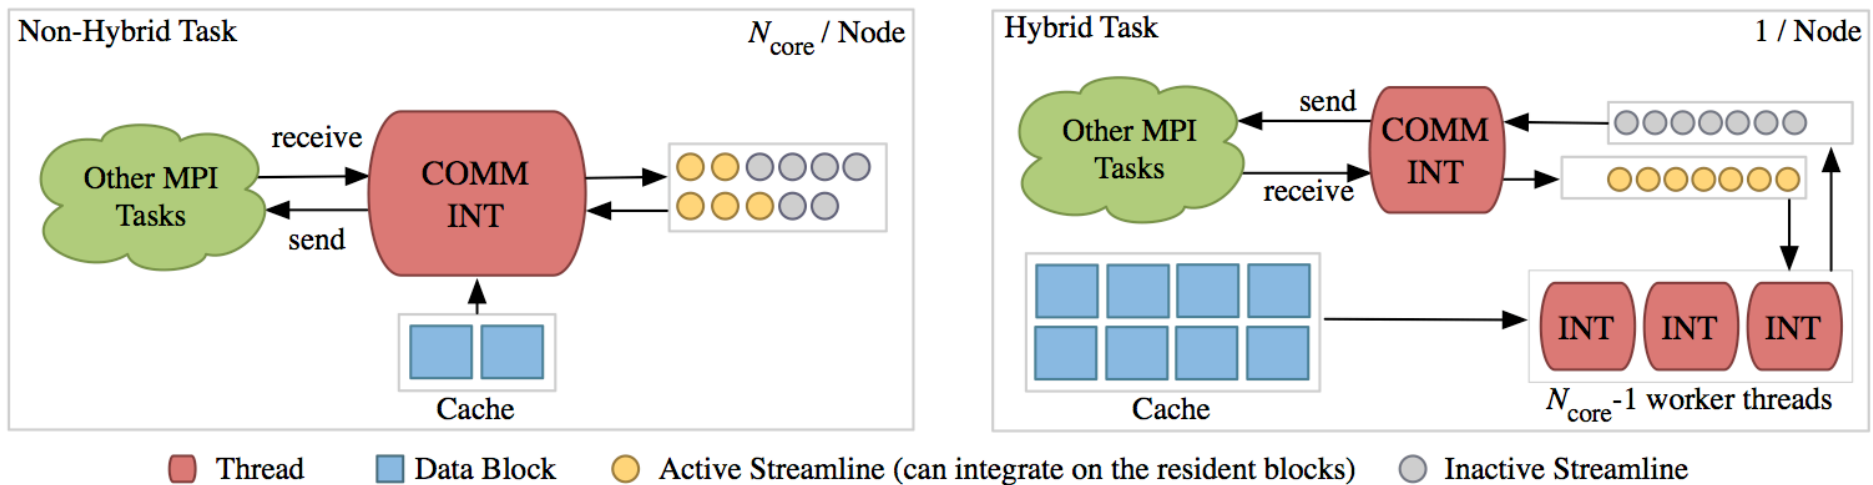 Non-Hybrid Task
Ncore / Node
Other MPI
Tasks
receive
send
COMM
INT
Cache
Hybrid Task
1 / Node
Other MPI
Tasks
send
receive
COMM
INT
Cache
INT INT INT
Ncore-1 worker threads
Thread Data Block Active Streamline (can integrate on the resident blocks) Inactive Streamline